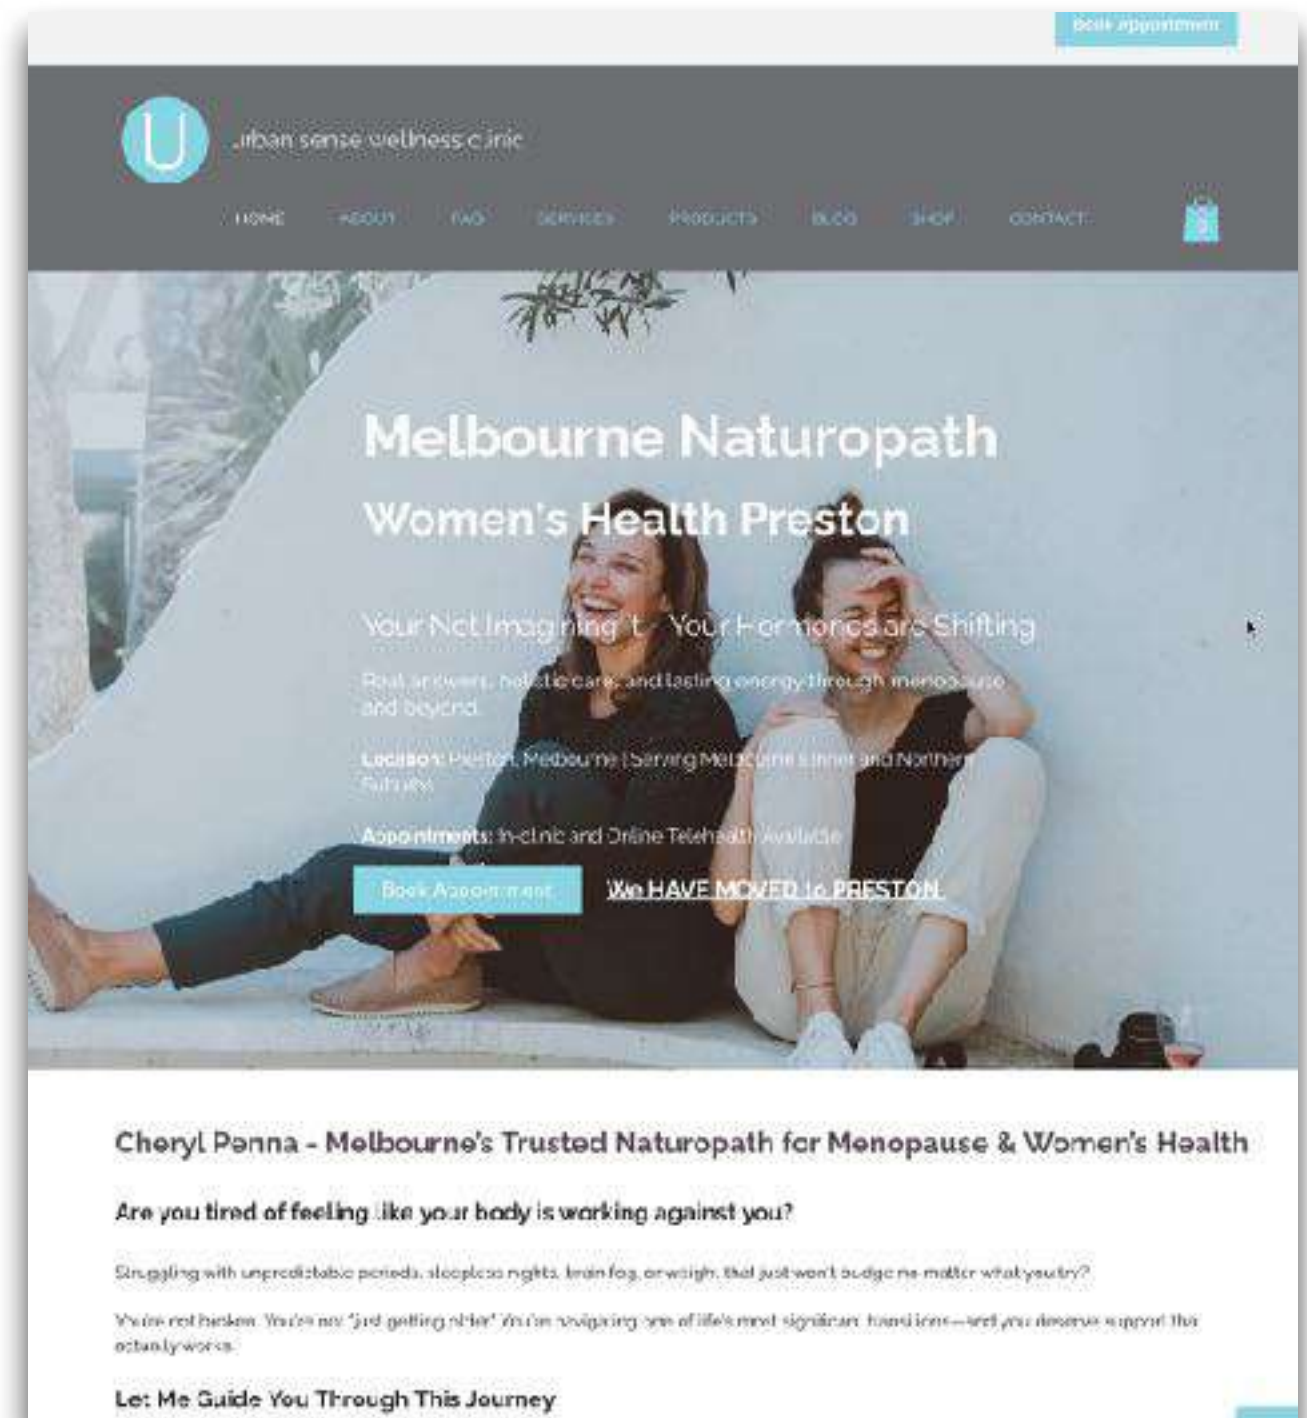 Book Appointment
U
urban sense wellness clinic
HOME ABOUT FAQ SERVICES PRODUCTS BLOG SHOP CONTACT
Melbourne Naturopath
Women's Health Preston
Your Not Imagining It - Your Hormones are Shifting
Real answers, holistic care, and lasting energy through menopause
and beyond.
Location: Preston, Melbourne | Serving Melbourne's Inner and Northern
Suburbs
Appointments: In-clinic and Online Telehealth Available
Book Appointment We HAVE MOVED to PRESTON.
Cheryl Penna - Melbourne's Trusted Naturopath for Menopause & Women's Health
Are you tired of feeling like your body is working against you?
Struggling with unpredictable periods, sleepless nights, brain fog, or weight that just won't budge no matter what you try?
You're not broken. You're not "just getting older." You're navigating one of life's most significant transitions—and you deserve support that
actually works.
Let Me Guide You Through This Journey